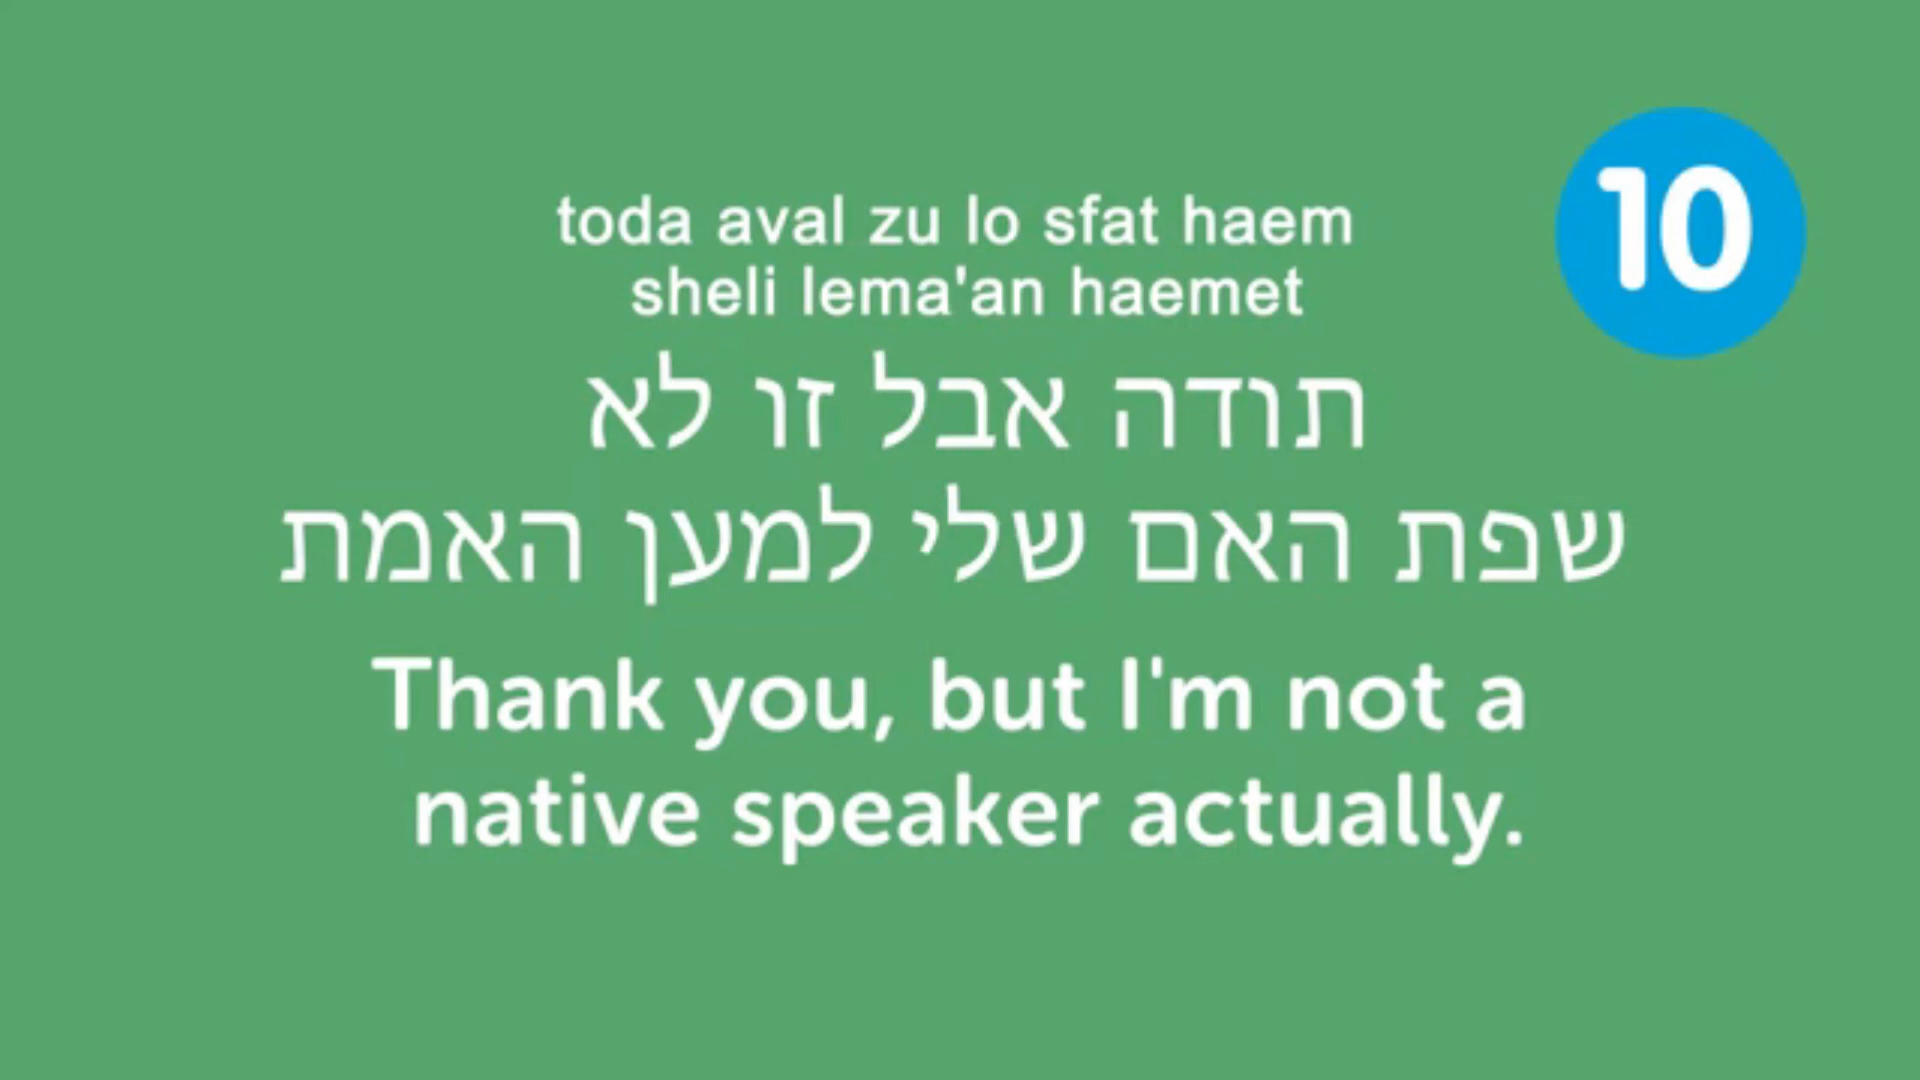 10
toda aval zu lo sfat haem
sheli lema'an haemet
תודה אבל זו לא
שפת האם שלי למען האמת
Thank you, but I'm not a
native speaker actually.